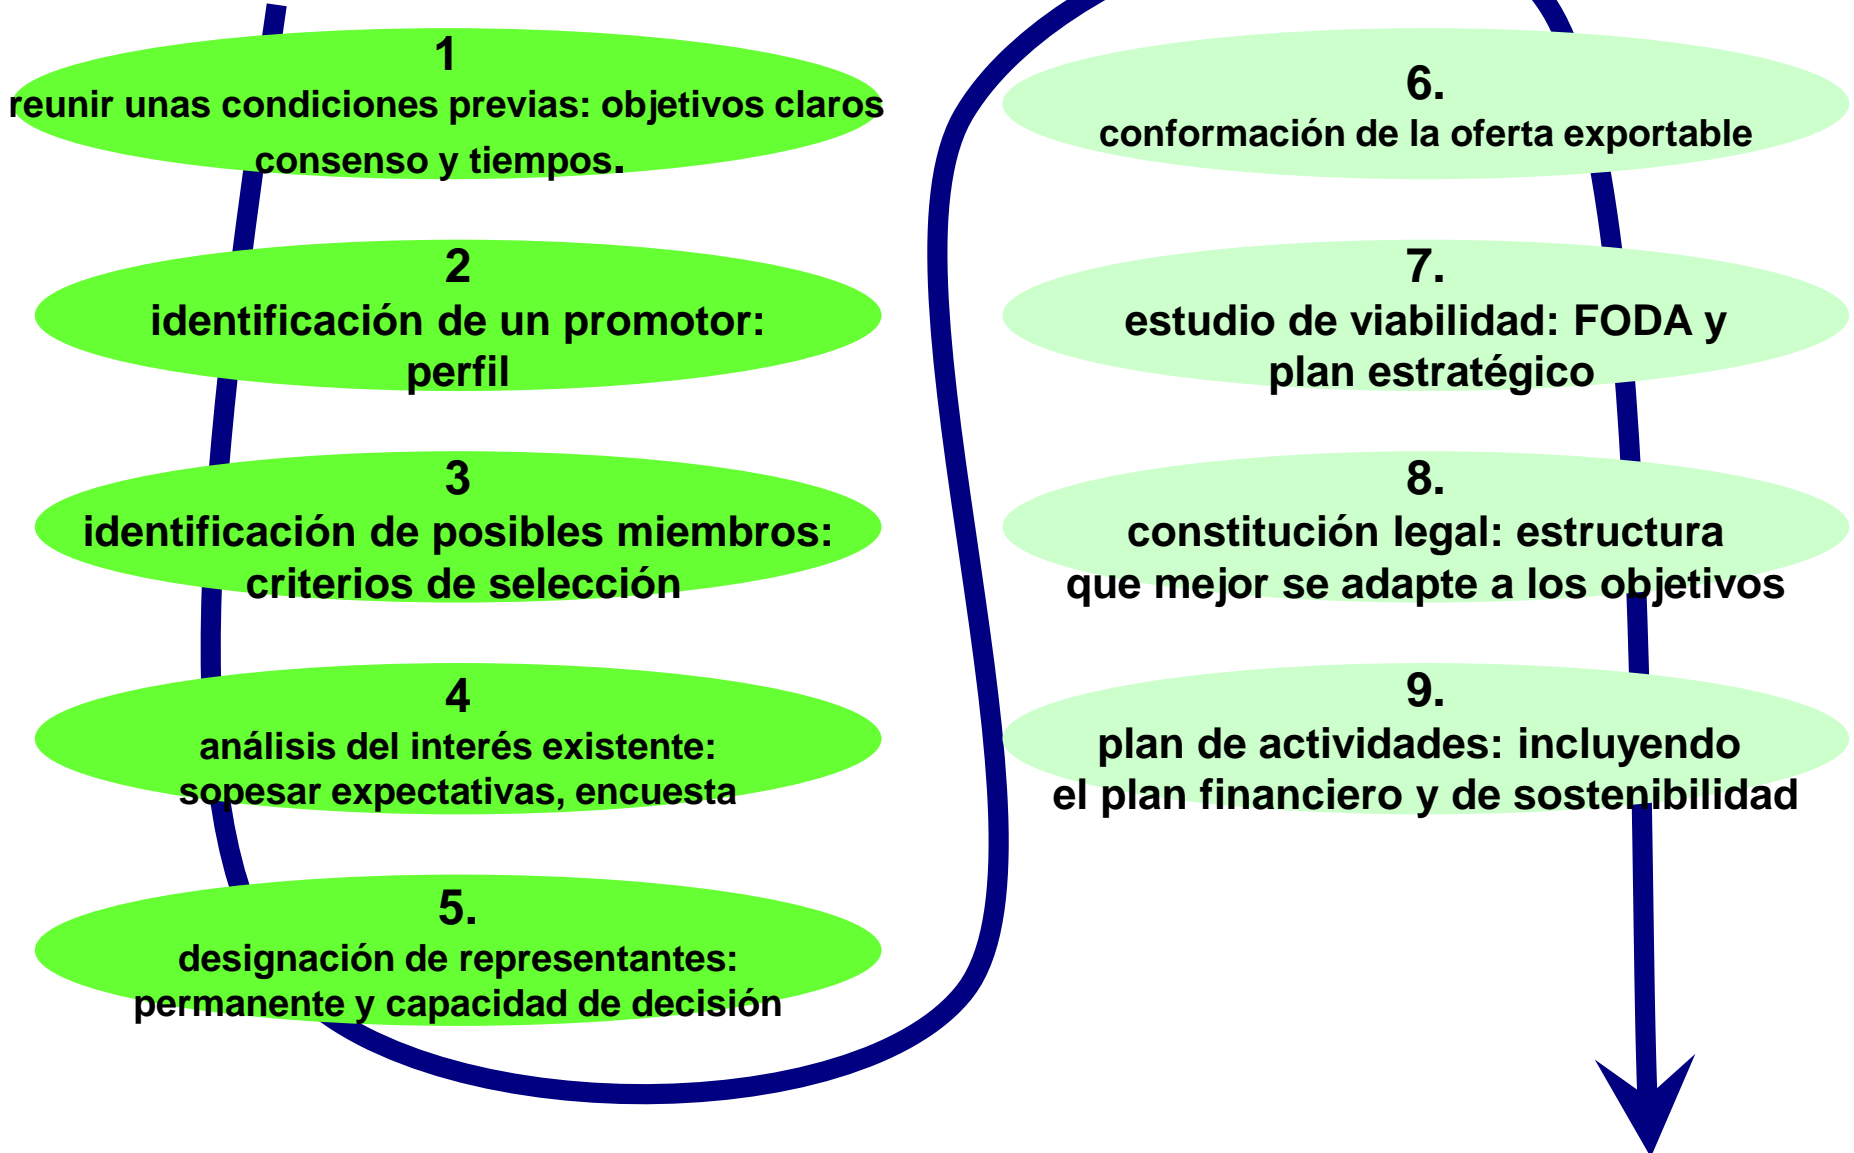 1
reunir unas condiciones previas: objetivos claros
consenso y tiempos.
2
identificación de un promotor:
perfil
3
identificación de posibles miembros:
criterios de selección
4
análisis del interés existente:
sopesar expectativas, encuesta
5.
designación de representantes:
permanente y capacidad de decisión
6.
conformación de la oferta exportable
7.
estudio de viabilidad: FODA y
plan estratégico
8.
constitución legal: estructura
que mejor se adapte a los objetivos
9.
plan de actividades: incluyendo
el plan financiero y de sostenibilidad